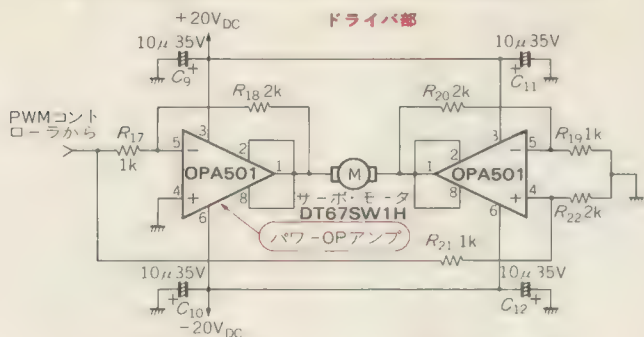 ドライバ部
+20V_DC
10μ 35V
C9
10μ 35V
C11
PWMコント
ローラから
R17
1k
R18 2k
R20 2k
R19 1k
R22 2k
5
3
2
1
8
4
6
OPA501
M
サーボ・モータ
DT67SW1H
1
2
3
5
OPA501
8
4
6
パワーOPアンプ
R21 1k
10μ 35V
C10
10μ 35V
C12
-20V_DC